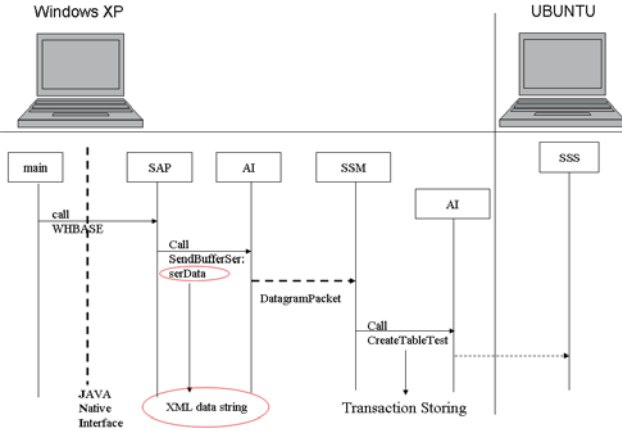 Windows XP
UBUNTU
main
SAP
AI
SSM
SSS
AI
call
WHBASE
Call
SendBufferSer:
serData
DatagramPacket
Call
CreateTableTest
JAVA
Native
Interface
XML data string
Transaction Storing